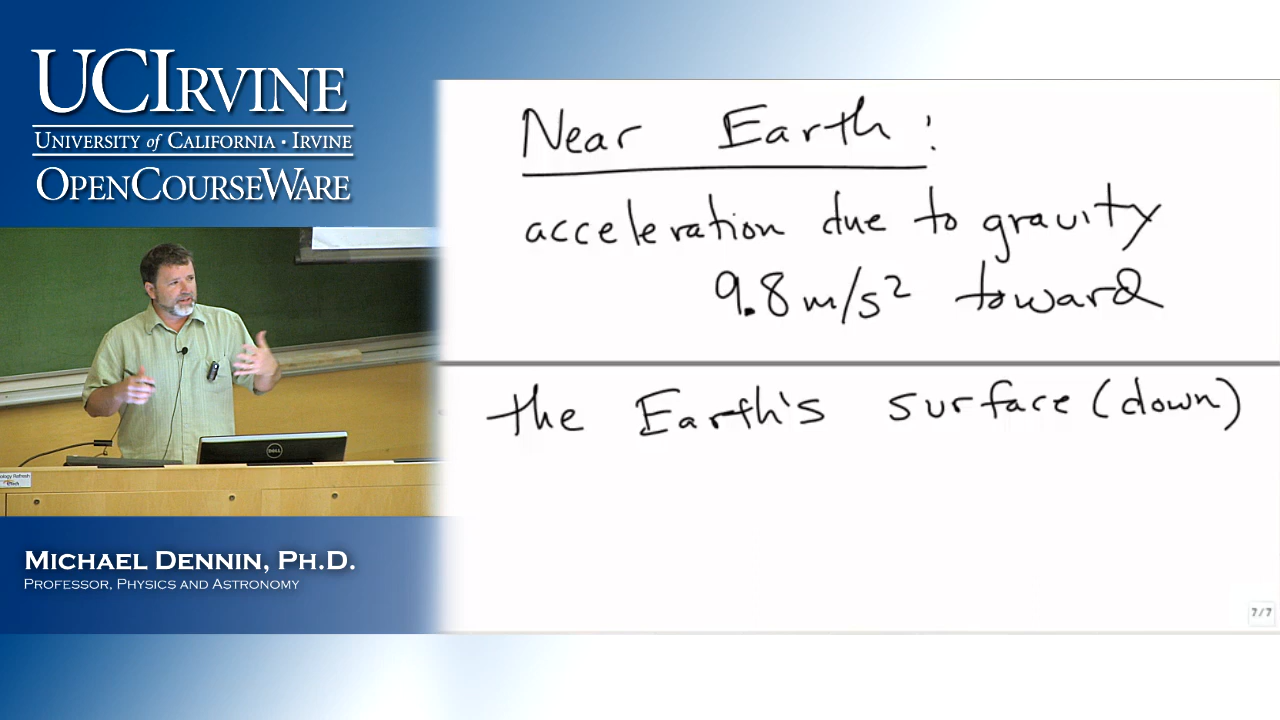 UCIRVINE
UNIVERSITY of CALIFORNIA · IRVINE
OPENCOURSEWARE
Near Earth:
acceleration due to gravity
9.8 m/s² toward
the Earth's surface (down)
DELL
MICHAEL DENNIN, PH.D.
PROFESSOR, PHYSICS AND ASTRONOMY
7/7